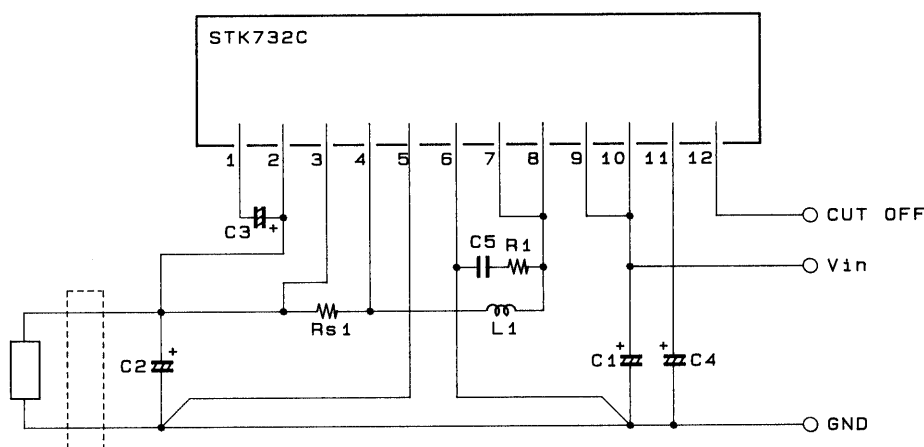 STK732C
1 2 3 4 5 6 7 8 9 10 11 12
C3 +
CUT OFF
C5 R1
Vin
Rs1
L1
C2 +
C1 +
C4 +
GND